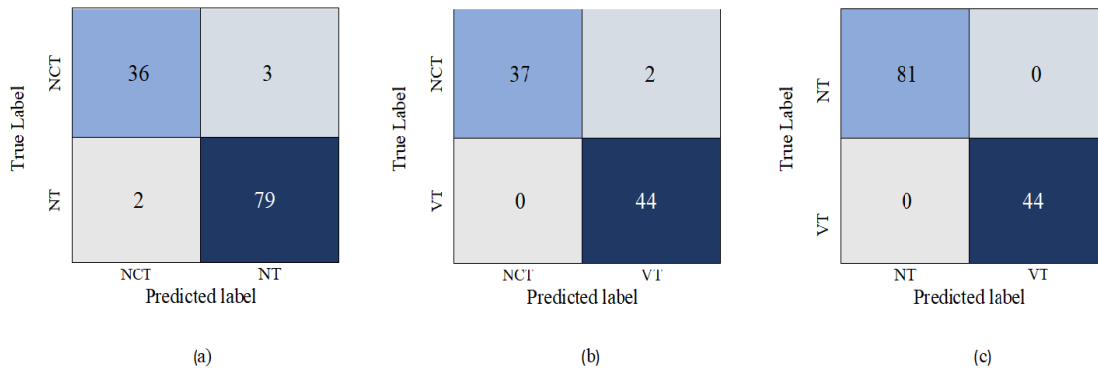 True Label
NCT
36
3
NT
2
79
NCT
NT
Predicted label
(a)
True Label
NCT
37
2
VT
0
44
NCT
VT
Predicted label
(b)
True Label
NT
81
0
VT
0
44
NT
VT
Predicted label
(c)